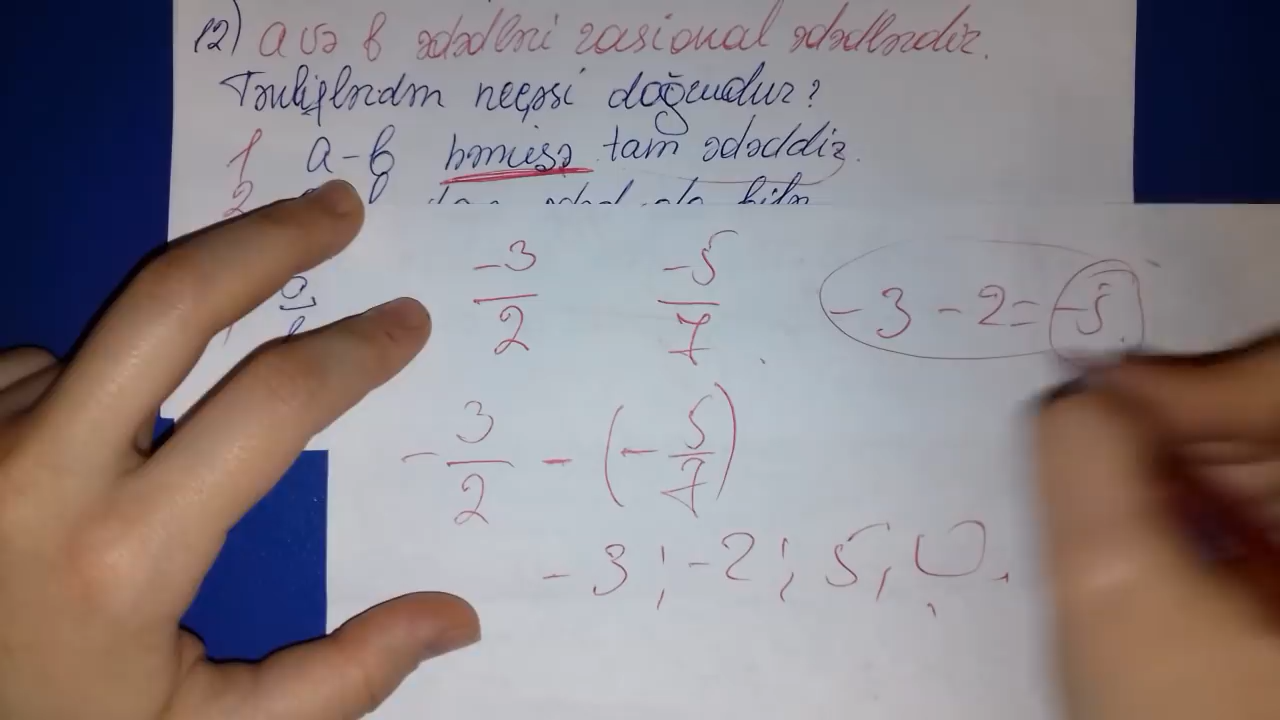 12) a və b ədədləri rasional ədədlərdir.
Təkliflərdən neçəsi doğrudur?
1 a-b həmişə tam ədəddir.
2
-3/2 -5/7 -3-2=-5
-3/2-(-5/7)
-3;-2;5,0.